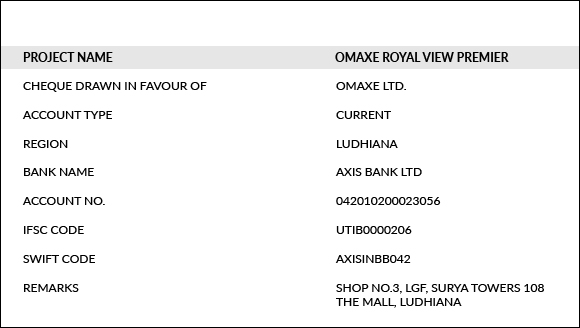 PROJECT NAME OMAXE ROYAL VIEW PREMIER
CHEQUE DRAWN IN FAVOUR OF OMAXE LTD.
ACCOUNT TYPE CURRENT
REGION LUDHIANA
BANK NAME AXIS BANK LTD
ACCOUNT NO. 042010200023056
IFSC CODE UTIB0000206
SWIFT CODE AXISINBB042
REMARKS SHOP NO.3, LGF, SURYA TOWERS 108
THE MALL, LUDHIANA